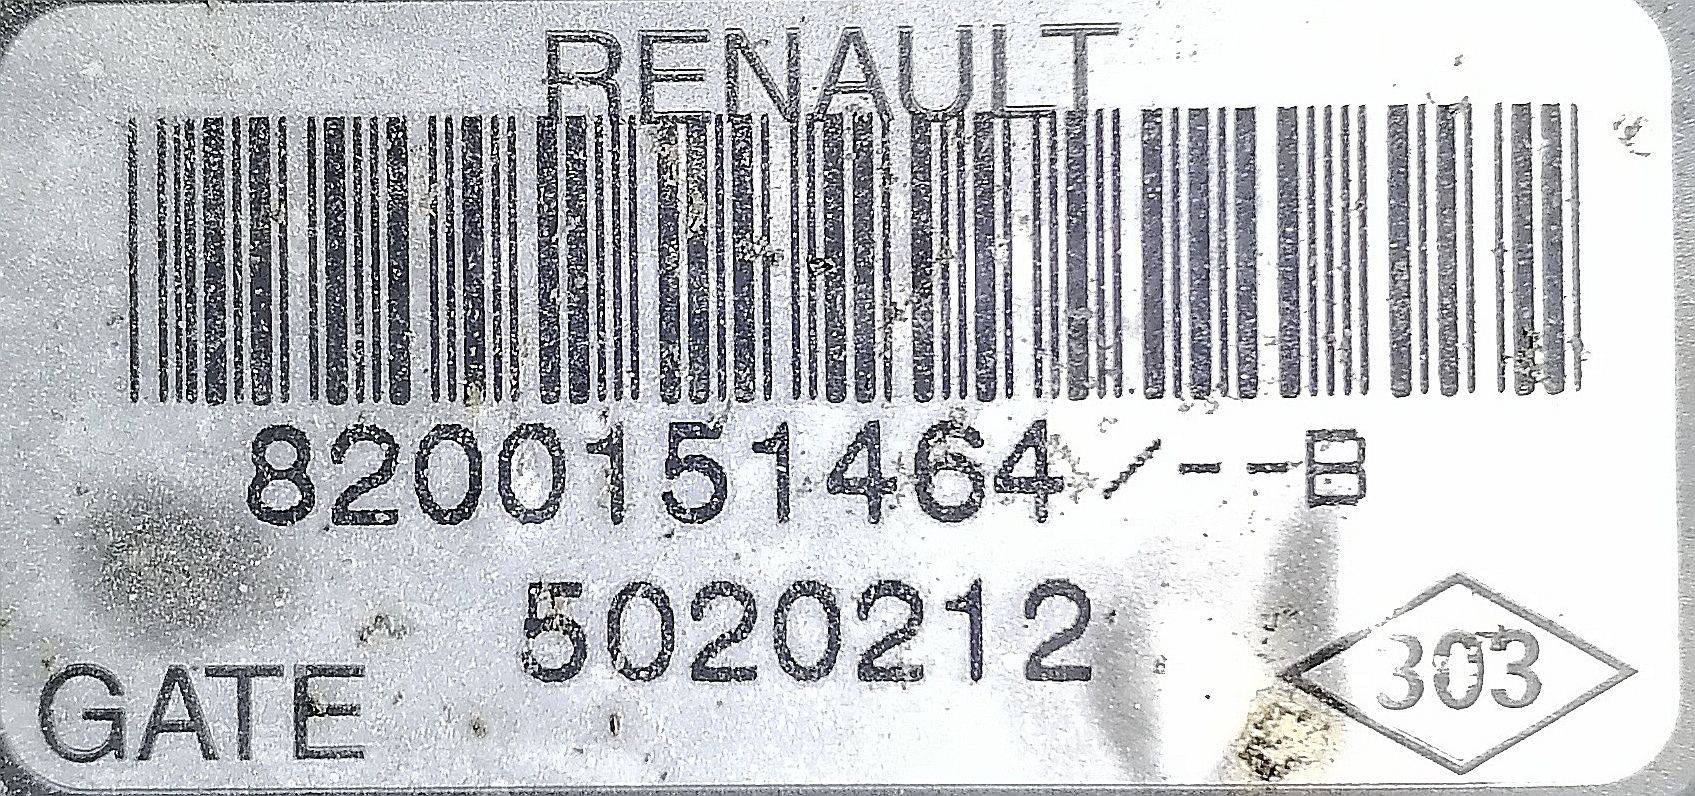 RENAULT
8200151464/--B
5020212
GATE
303